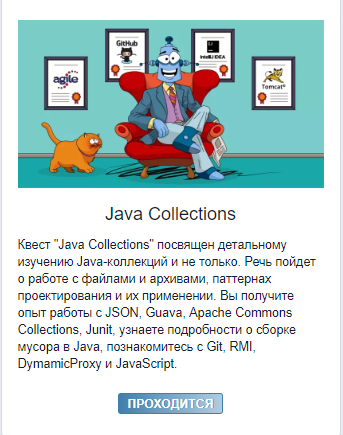 GitHub
IntelliJ IDEA
agile
Tomcat
Java Collections
Квест "Java Collections" посвящен детальному
изучению Java-коллекций и не только. Речь пойдет
о работе с файлами и архивами, паттернах
проектирования и их применении. Вы получите
опыт работы с JSON, Guava, Apache Commons
Collections, Junit, узнаете подробности о сборке
мусора в Java, познакомитесь с Git, RMI,
DymamicProxy и JavaScript.
ПРОХОДИТСЯ